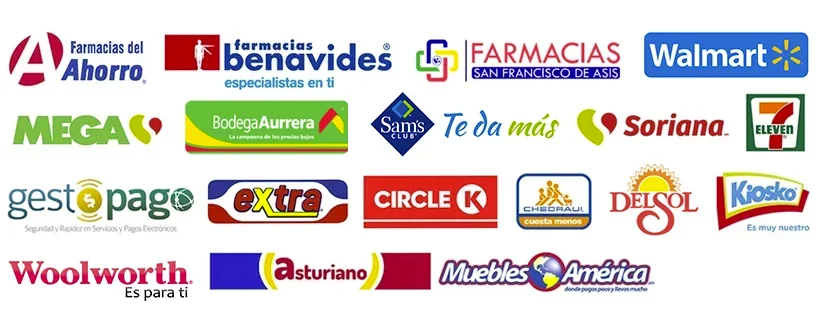 A Farmacias del
Ahorro®
farmacias
benavides®
especialistas en ti
FARMACIAS
SAN FRANCISCO DE ASIS
Walmart
MEGA
Bodega Aurrera
La campeona de los precios bajos
Sam's
CLUB
Te da más
Soriana
7
ELEVEN
gestopago
Seguridad y Rapidez en Servicios y Pagos Electrónicos
extra
CIRCLE K
CHEDRAUI
cuesta menos
DELSOL
Kiosko®
Es muy nuestro
Woolworth®
Es para ti
asturiano
Muebles América
donde pagas poco y llevas mucho